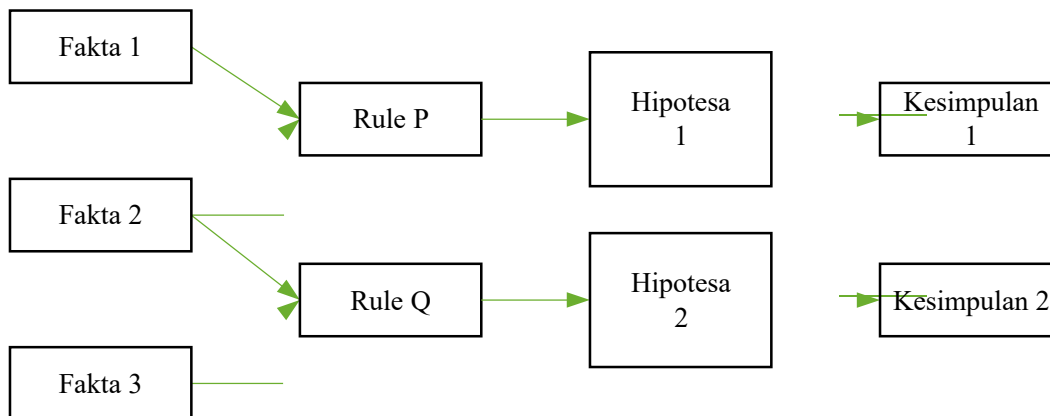 Fakta 1
Rule P
Hipotesa
1
Kesimpulan
1
Fakta 2
Rule Q
Hipotesa
2
Kesimpulan 2
Fakta 3